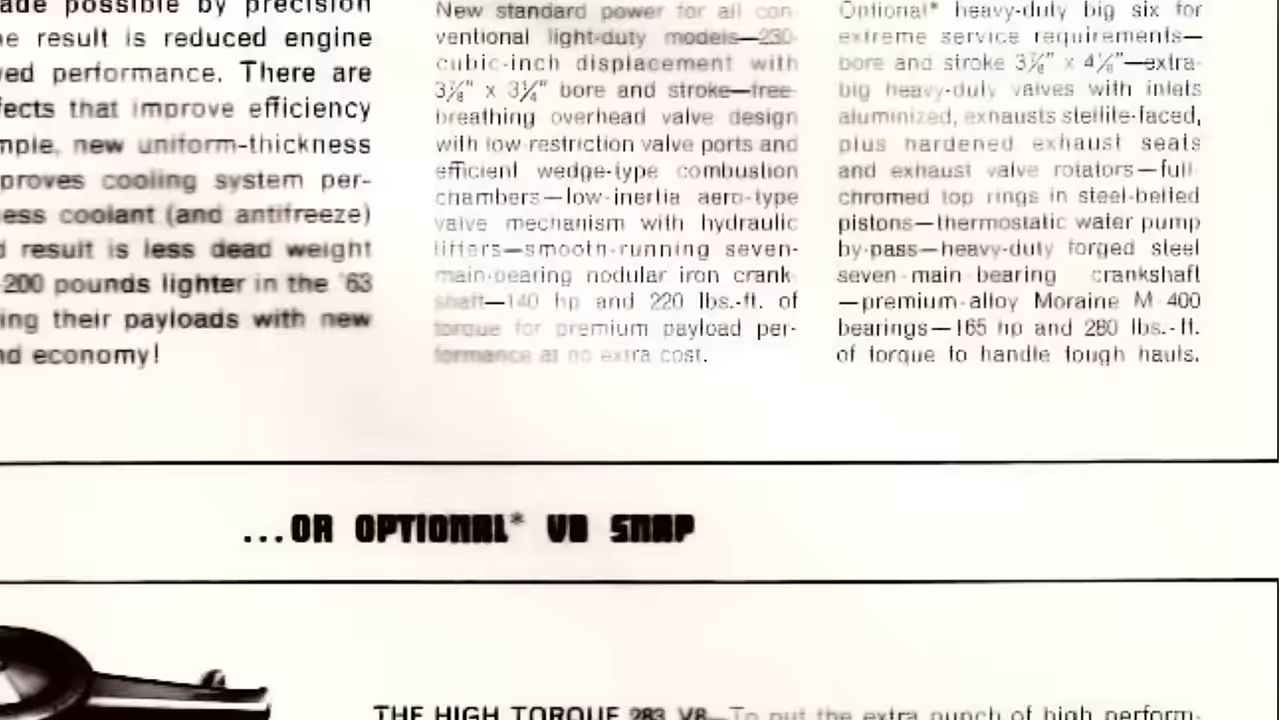 ade possible by precision
e result is reduced engine
ved performance. There are
fects that improve efficiency
mple, new uniform-thickness
proves cooling system per-
less coolant (and antifreeze)
d result is less dead weight
-200 pounds lighter in the '63
ing their payloads with new
nd economy!
New standard power for all con-
ventional light-duty models—230-
cubic-inch displacement with
3⅞" x 3¼" bore and stroke—free-
breathing overhead valve design
with low-restriction valve ports and
efficient wedge-type combustion
chambers—low-inertia aero-type
valve mechanism with hydraulic
lifters—smooth-running seven-
main-bearing nodular iron crank-
shaft—140 hp and 220 lbs.-ft. of
torque for premium payload per-
formance at no extra cost.
Optional* heavy-duty big six for
extreme service requirements—
bore and stroke 3⅞" x 4⅛"—extra-
big heavy-duty valves with inlets
aluminized, exhausts stellite-faced,
plus hardened exhaust seats
and exhaust valve rotators—full-
chromed top rings in steel-belted
pistons—thermostatic water pump
by-pass—heavy-duty forged steel
seven-main-bearing crankshaft
—premium-alloy Moraine M-400
bearings—165 hp and 280 lbs.-ft.
of torque to handle tough hauls.
...OR OPTIONAL* V8 SNAP
THE HIGH TORQUE 283 V8—To put the extra punch of high perform-